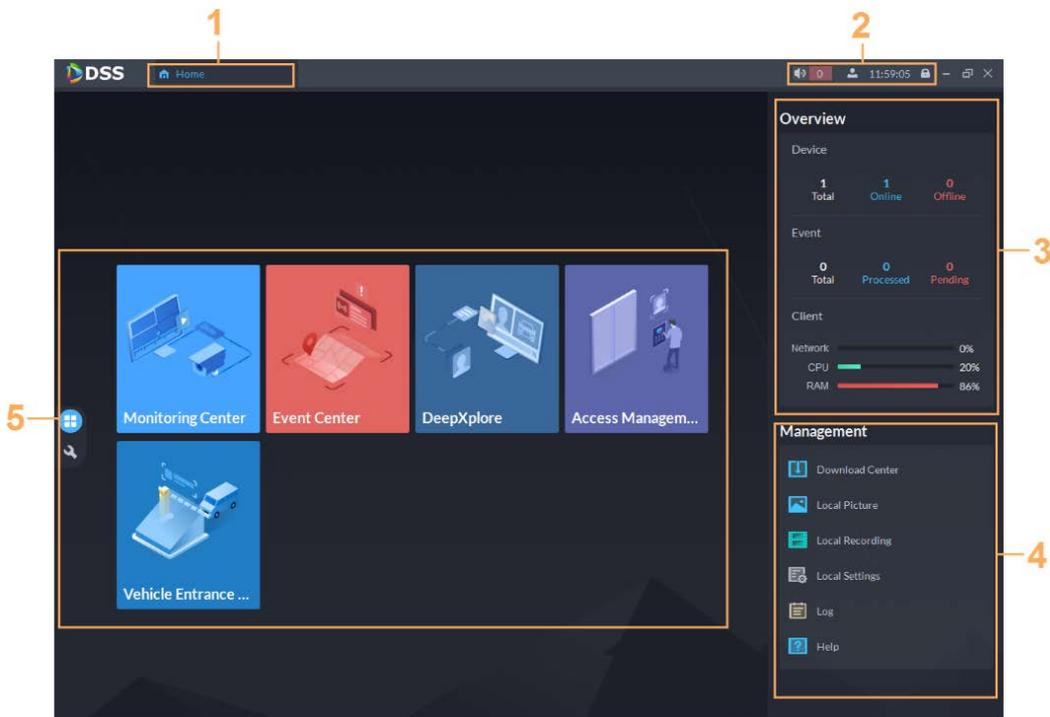 1
2
DSS
Home
0
11:59:05
Overview
Device
1 1 0
Total Online Offline
3
Event
0 0 0
Total Processed Pending
Client
Network 0%
CPU 20%
RAM 86%
5
Monitoring Center
Event Center
DeepXplore
Access Managem...
Vehicle Entrance ...
Management
Download Center
Local Picture
Local Recording
4
Local Settings
Log
Help